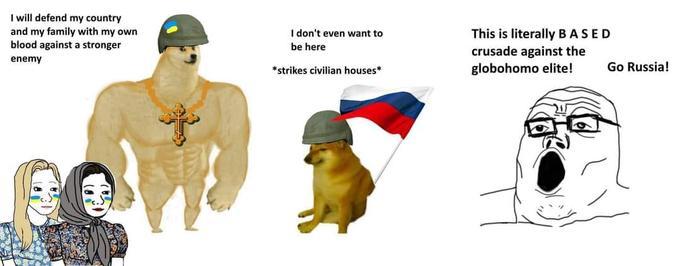 I will defend my country
and my family with my own
blood against a stronger
enemy
I don't even want to
be here
*strikes civilian houses*
This is literally B A S E D
crusade against the
globohomo elite!
Go Russia!